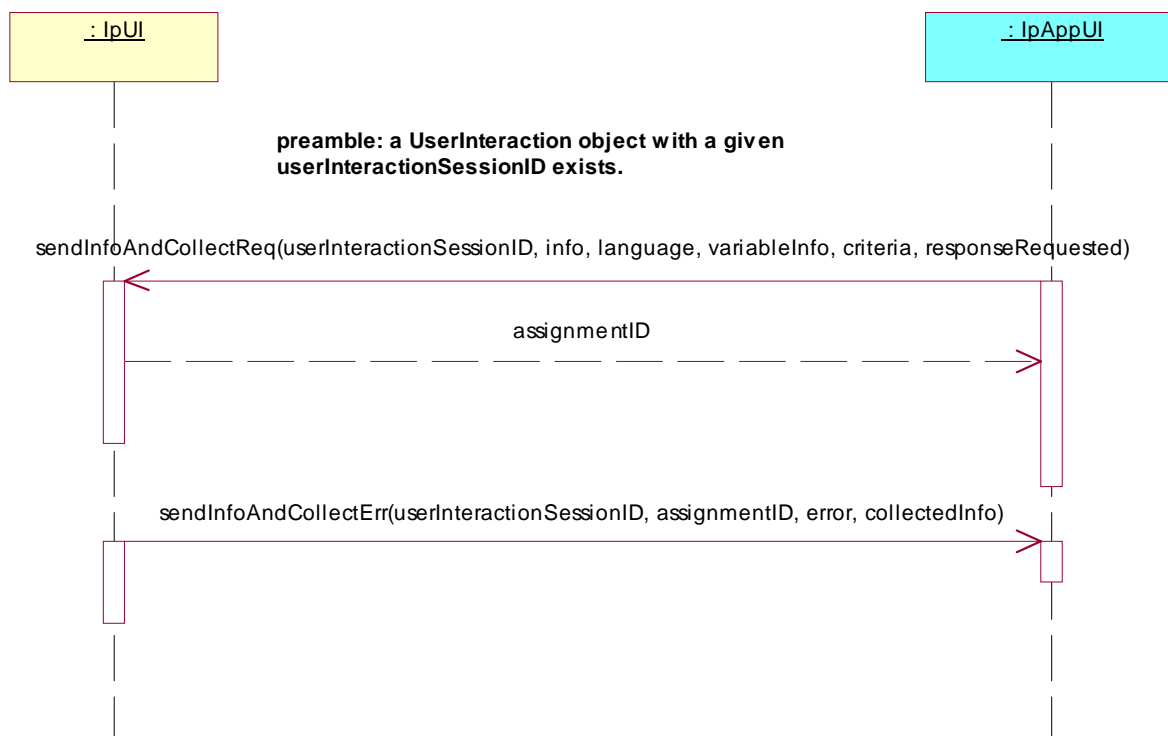 : IpUI
: IpAppUI
preamble: a UserInteraction object with a given
userInteractionSessionID exists.
sendInfoAndCollectReq(userInteractionSessionID, info, language, variableInfo, criteria, responseRequested)
assignmentID
sendInfoAndCollectErr(userInteractionSessionID, assignmentID, error, collectedInfo)